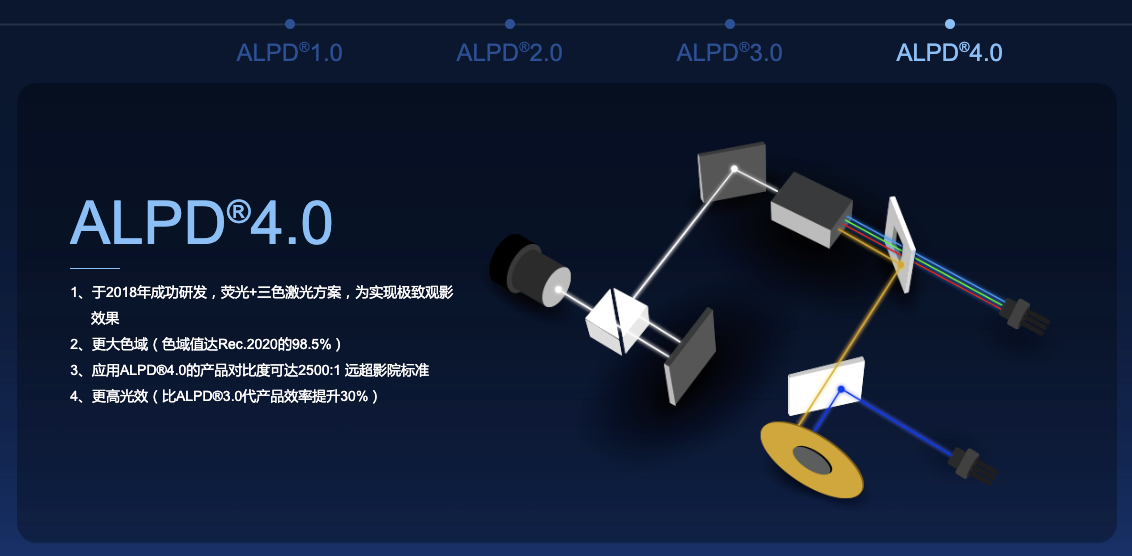 ALPD®1.0 ALPD®2.0 ALPD®3.0 ALPD®4.0
ALPD®4.0
1、于2018年成功研发，荧光+三色激光方案，为实现极致观影
效果
2、更大色域（色域值达Rec.2020的98.5%）
3、应用ALPD®4.0的产品对比度可达2500:1 远超影院标准
4、更高光效（比ALPD®3.0代产品效率提升30%）